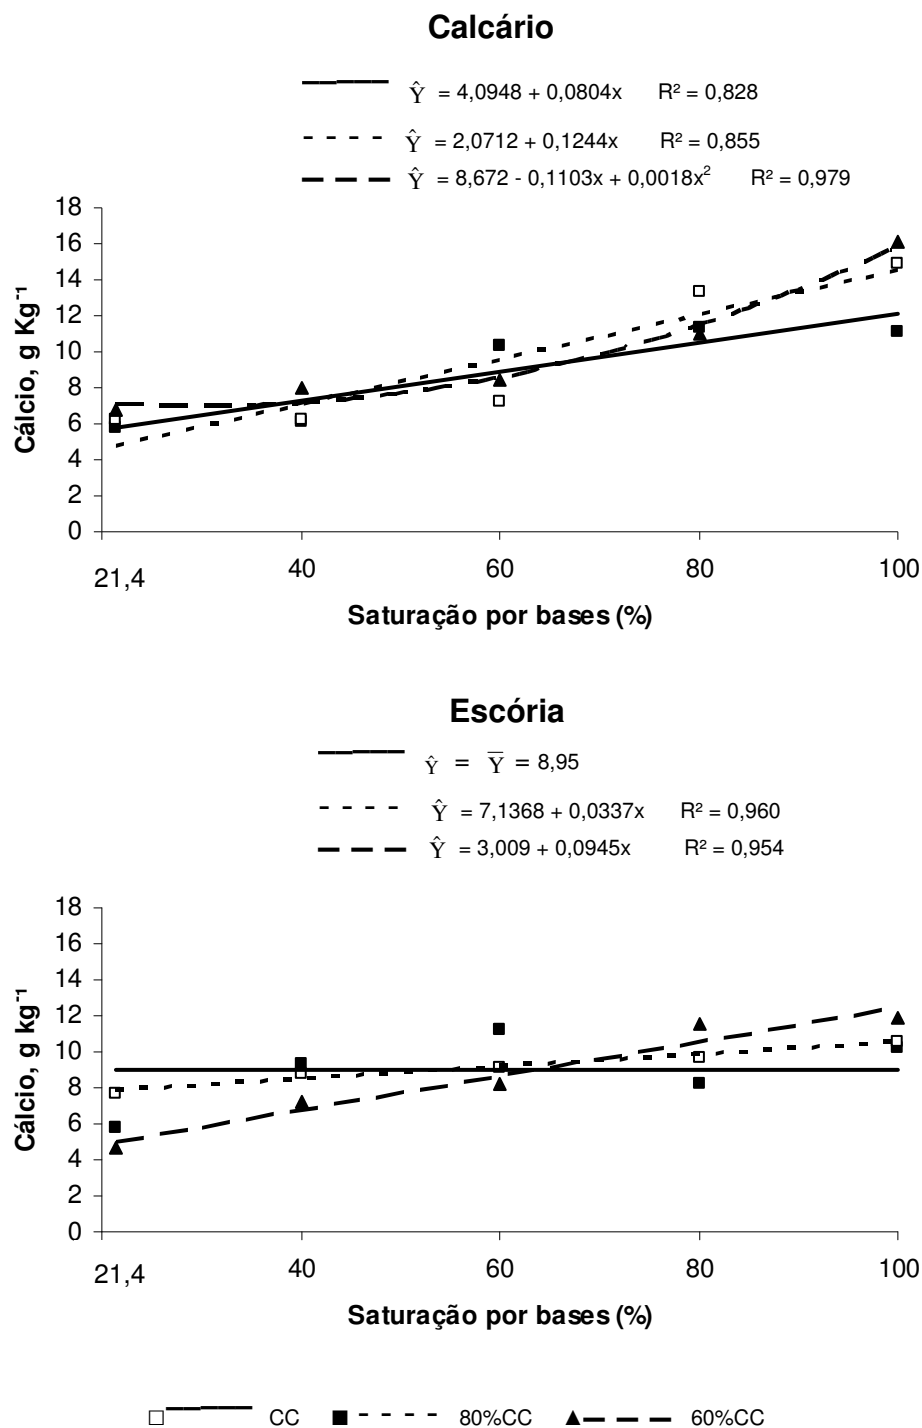 Calcário
Ŷ = 4,0948 + 0,0804x R² = 0,828
Ŷ = 2,0712 + 0,1244x R² = 0,855
Ŷ = 8,672 - 0,1103x + 0,0018x² R² = 0,979
18
16
14
12
10
8
6
4
2
0
Cálcio, g Kg⁻¹
21,4 40 60 80 100
Saturação por bases (%)
Escória
Ŷ = Y̅ = 8,95
Ŷ = 7,1368 + 0,0337x R² = 0,960
Ŷ = 3,009 + 0,0945x R² = 0,954
18
16
14
12
10
8
6
4
2
0
Cálcio, g kg⁻¹
21,4 40 60 80 100
Saturação por bases (%)
CC 80%CC 60%CC